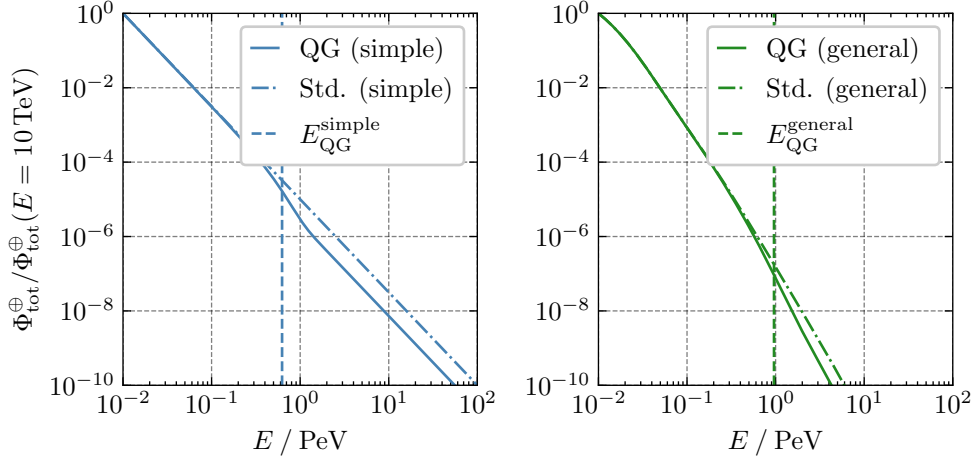 Φ⊕tot/Φ⊕tot(E = 10 TeV)
10^0
10^−2
10^−4
10^−6
10^−8
10^−10
QG (simple)
Std. (simple)
E^simple_QG
10^−2 10^−1 10^0 10^1 10^2
E / PeV
10^0
10^−2
10^−4
10^−6
10^−8
10^−10
QG (general)
Std. (general)
E^general_QG
10^−2 10^−1 10^0 10^1 10^2
E / PeV